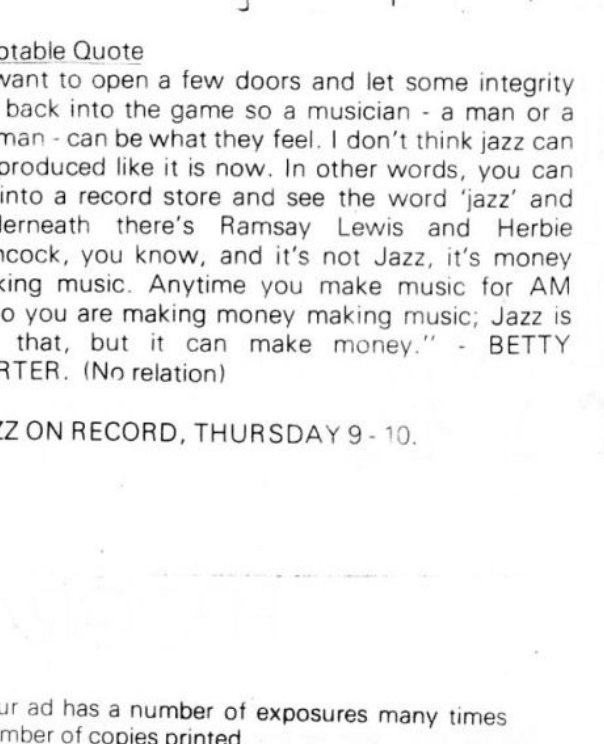 otable Quote
want to open a few doors and let some integrity
back into the game so a musician - a man or a
man - can be what they feel. I don't think jazz can
produced like it is now. In other words, you can
into a record store and see the word 'jazz' and
derneath there's Ramsay Lewis and Herbie
ncock, you know, and it's not Jazz, it's money
king music. Anytime you make music for AM
o you are making money making music; Jazz is
that, but it can make money." - BETTY
RTER. (No relation)
ZZ ON RECORD, THURSDAY 9 - 10.
ur ad has a number of exposures many times
mber of copies printed